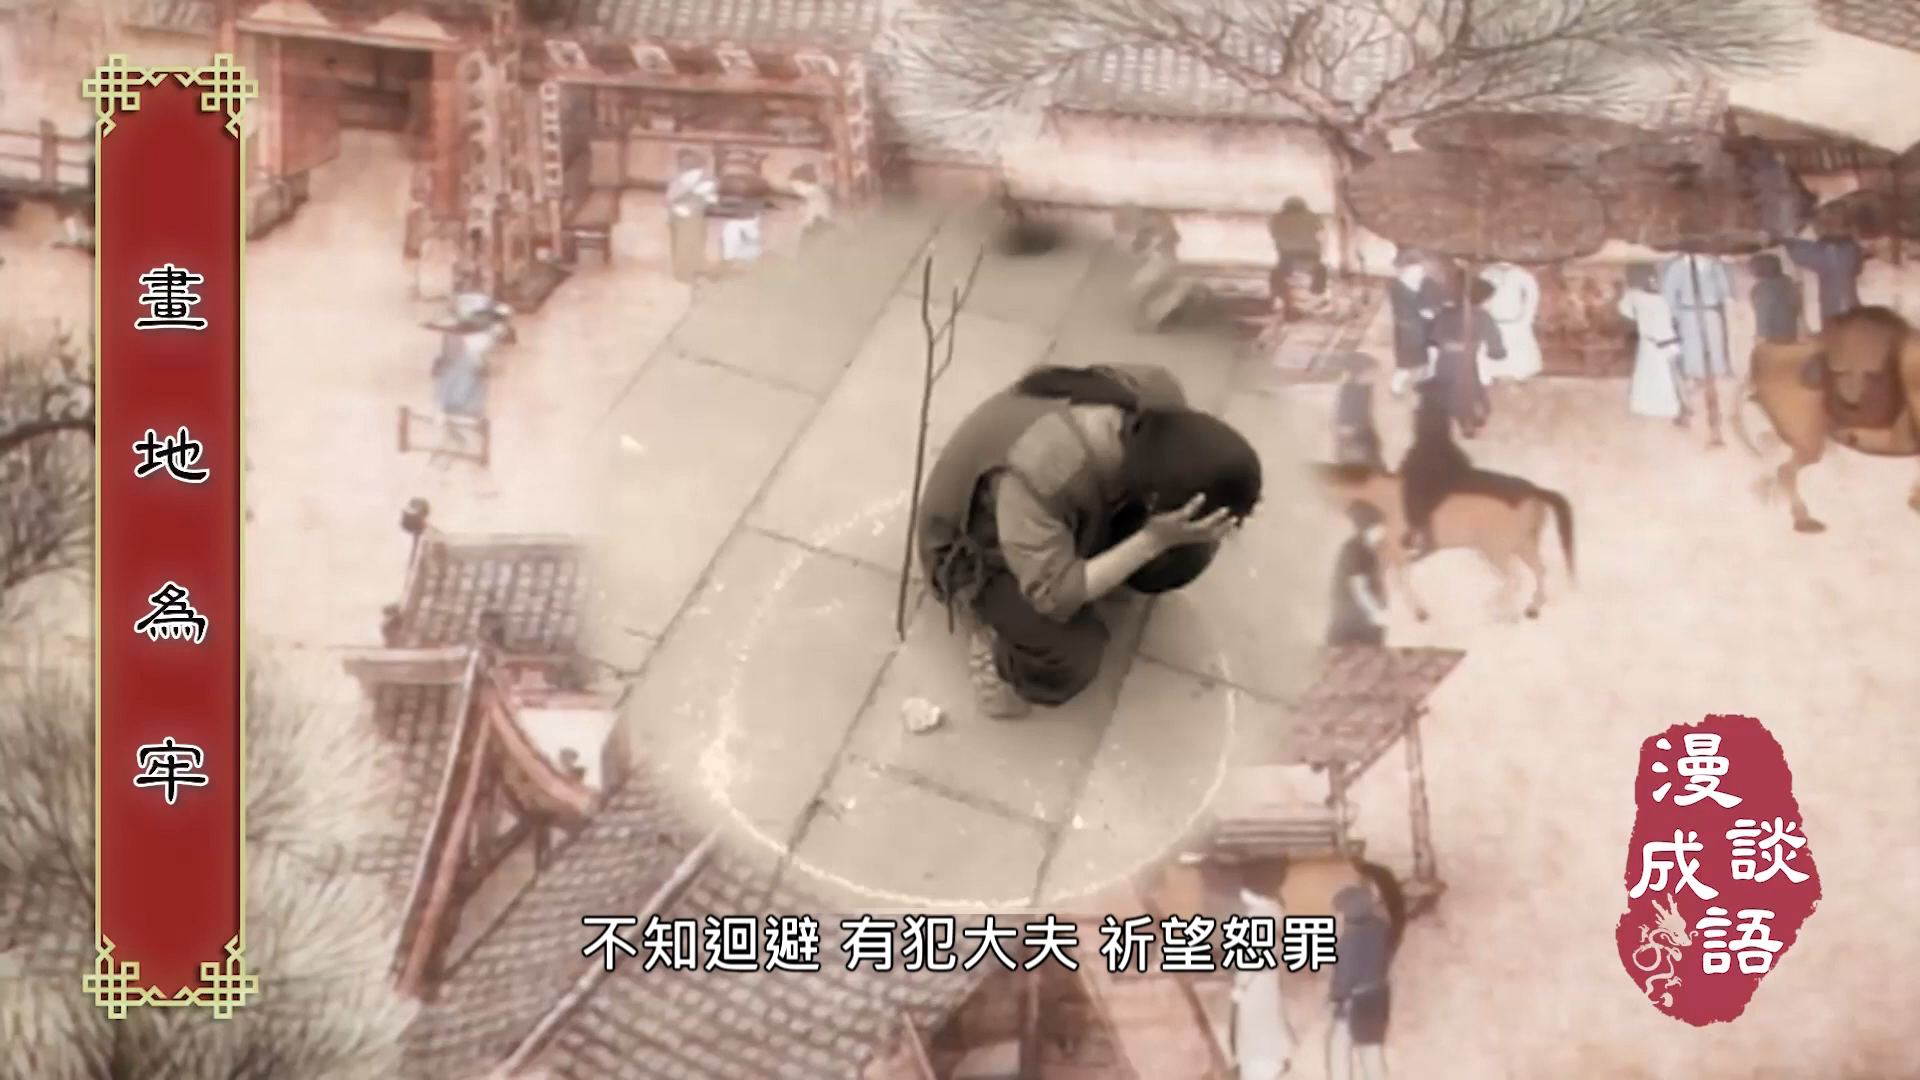 畫地為牢
不知迴避 有犯大夫 祈望恕罪
漫談成語